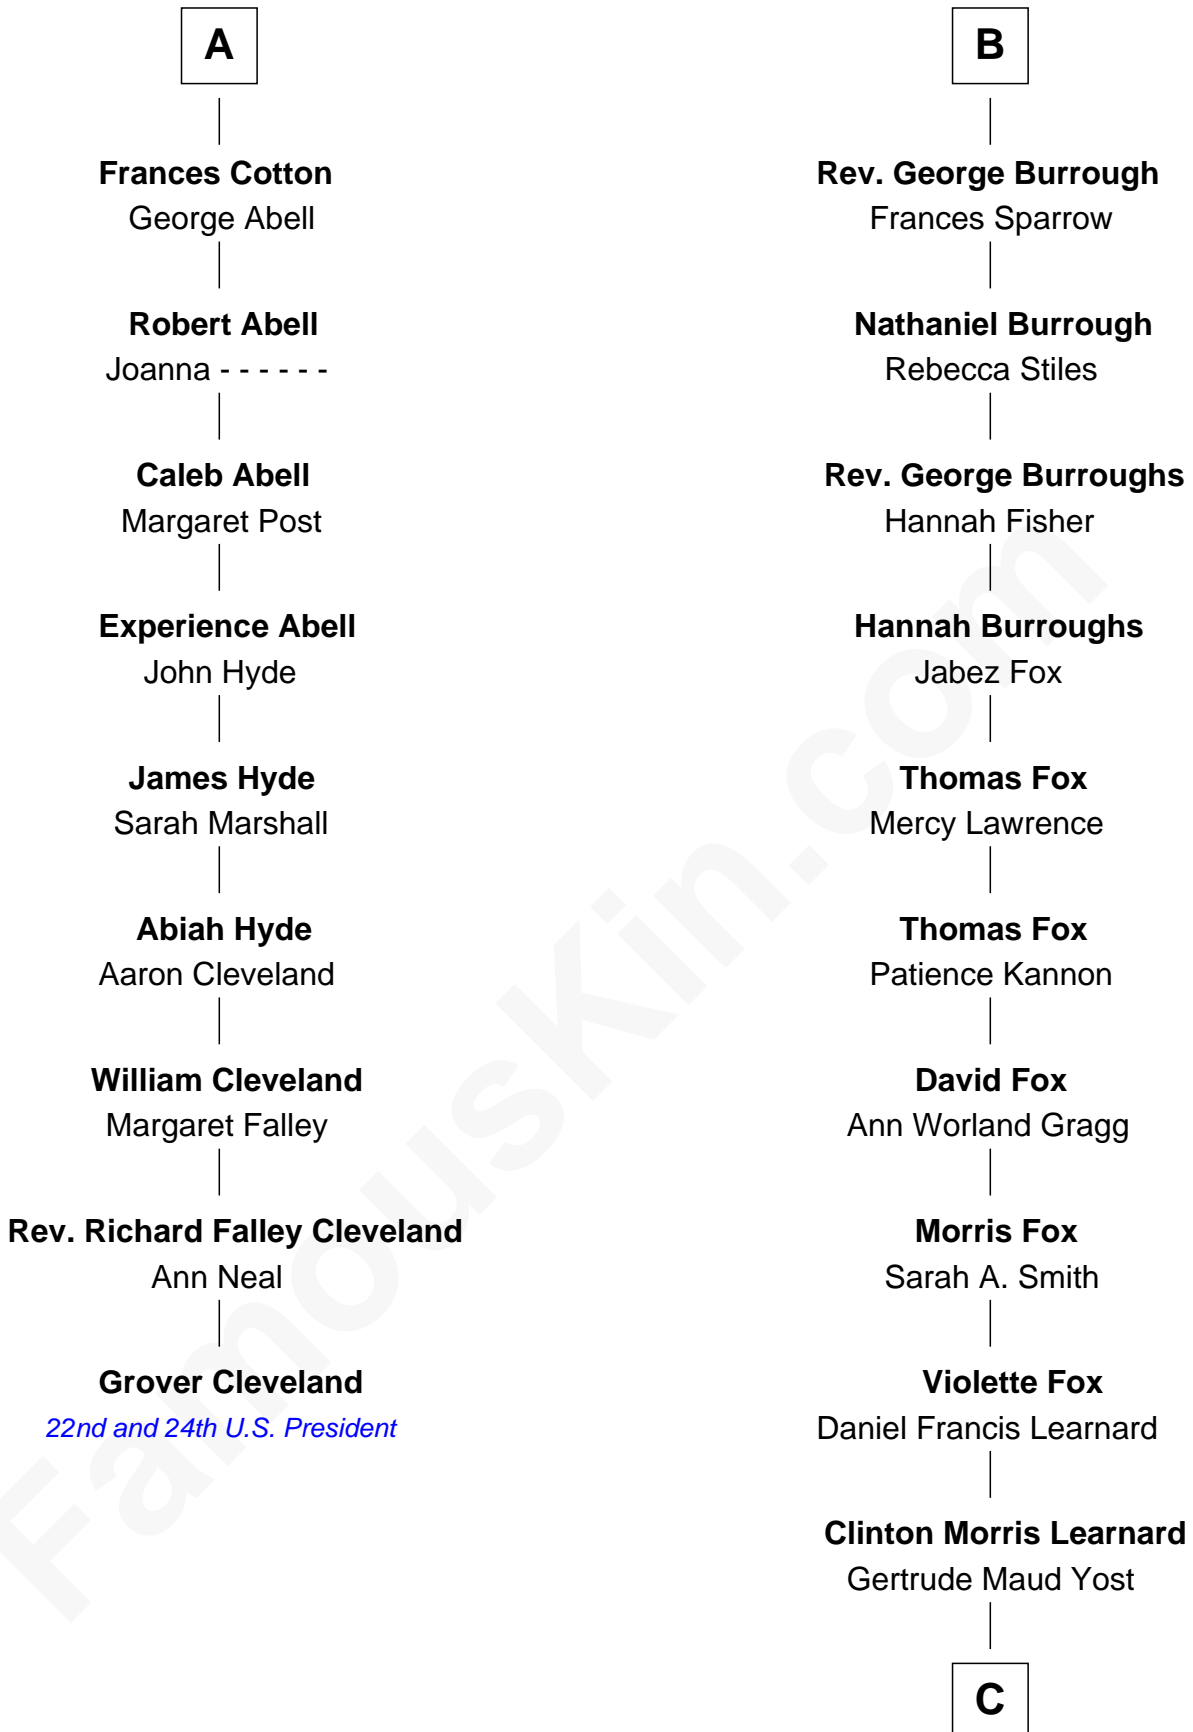 A
Frances Cotton
George Abell
Robert Abell
Joanna - - - - - -
Caleb Abell
Margaret Post
Experience Abell
John Hyde
James Hyde
Sarah Marshall
Abiah Hyde
Aaron Cleveland
William Cleveland
Margaret Falley
Rev. Richard Falley Cleveland
Ann Neal
Grover Cleveland
22nd and 24th U.S. President
B
Rev. George Burrough
Frances Sparrow
Nathaniel Burrough
Rebecca Stiles
Rev. George Burroughs
Hannah Fisher
Hannah Burroughs
Jabez Fox
Thomas Fox
Mercy Lawrence
Thomas Fox
Patience Kannon
David Fox
Ann Worland Gragg
Morris Fox
Sarah A. Smith
Violette Fox
Daniel Francis Learnard
Clinton Morris Learnard
Gertrude Maud Yost
C
FamousKin.com